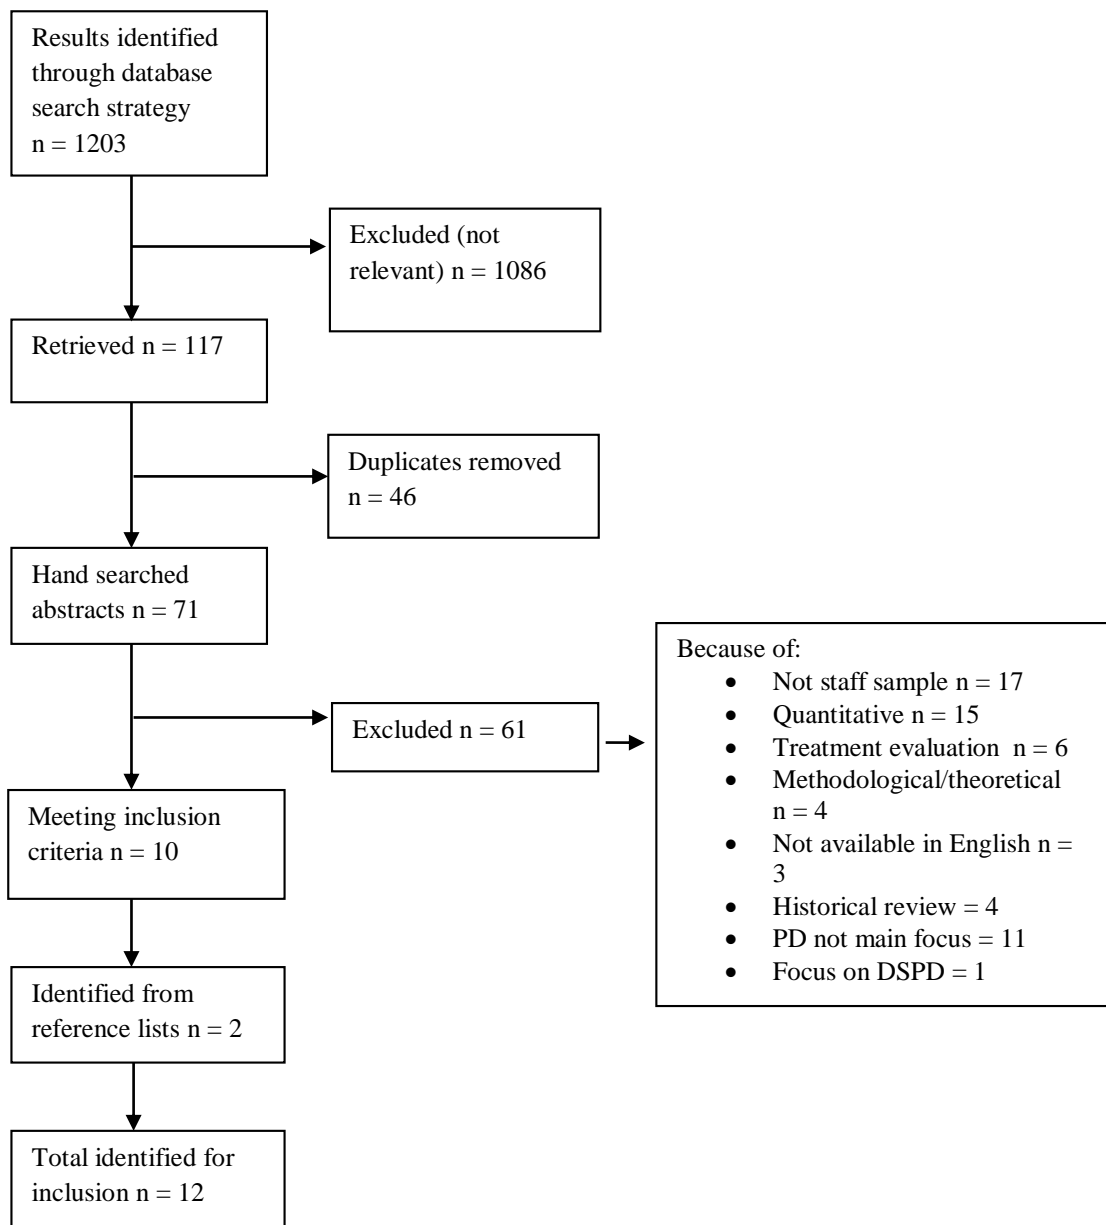 Results identified
through database
search strategy
n = 1203
Excluded (not
relevant) n = 1086
Retrieved n = 117
Duplicates removed
n = 46
Hand searched
abstracts n = 71
Excluded n = 61
Because of:
• Not staff sample n = 17
• Quantitative n = 15
• Treatment evaluation  n = 6
• Methodological/theoretical
n = 4
• Not available in English n =
3
• Historical review = 4
• PD not main focus = 11
• Focus on DSPD = 1
Meeting inclusion
criteria n = 10
Identified from
reference lists n = 2
Total identified for
inclusion n = 12